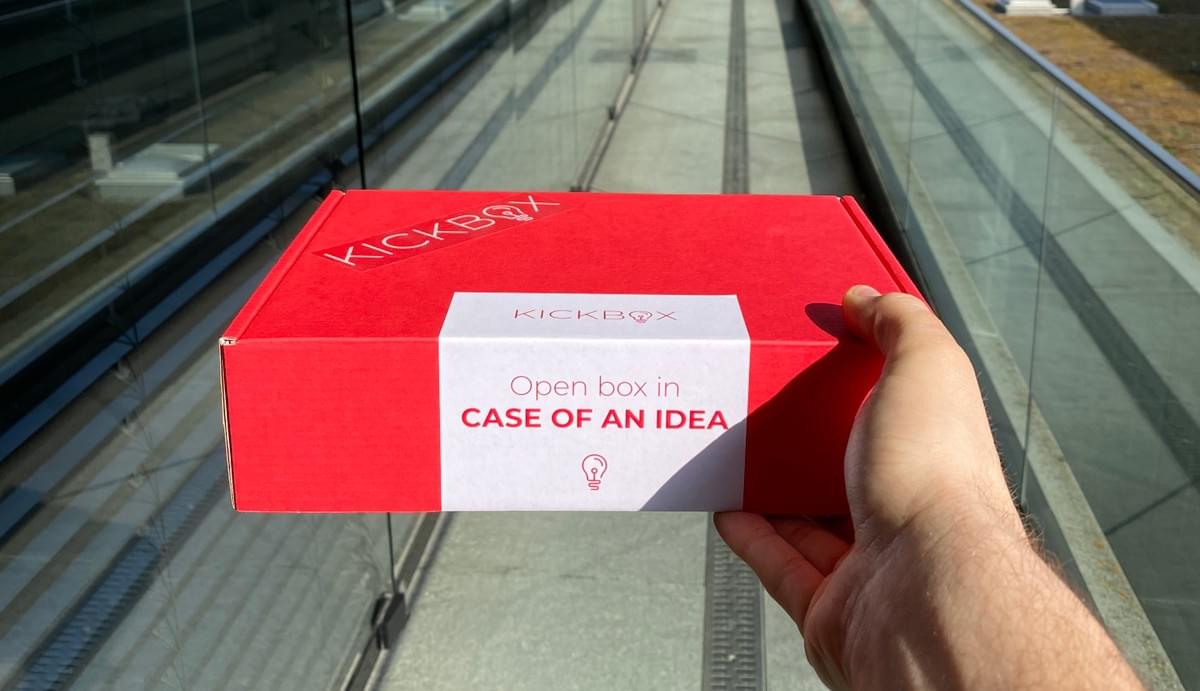 KICKBOX
KICKBOX
Open box in
CASE OF AN IDEA